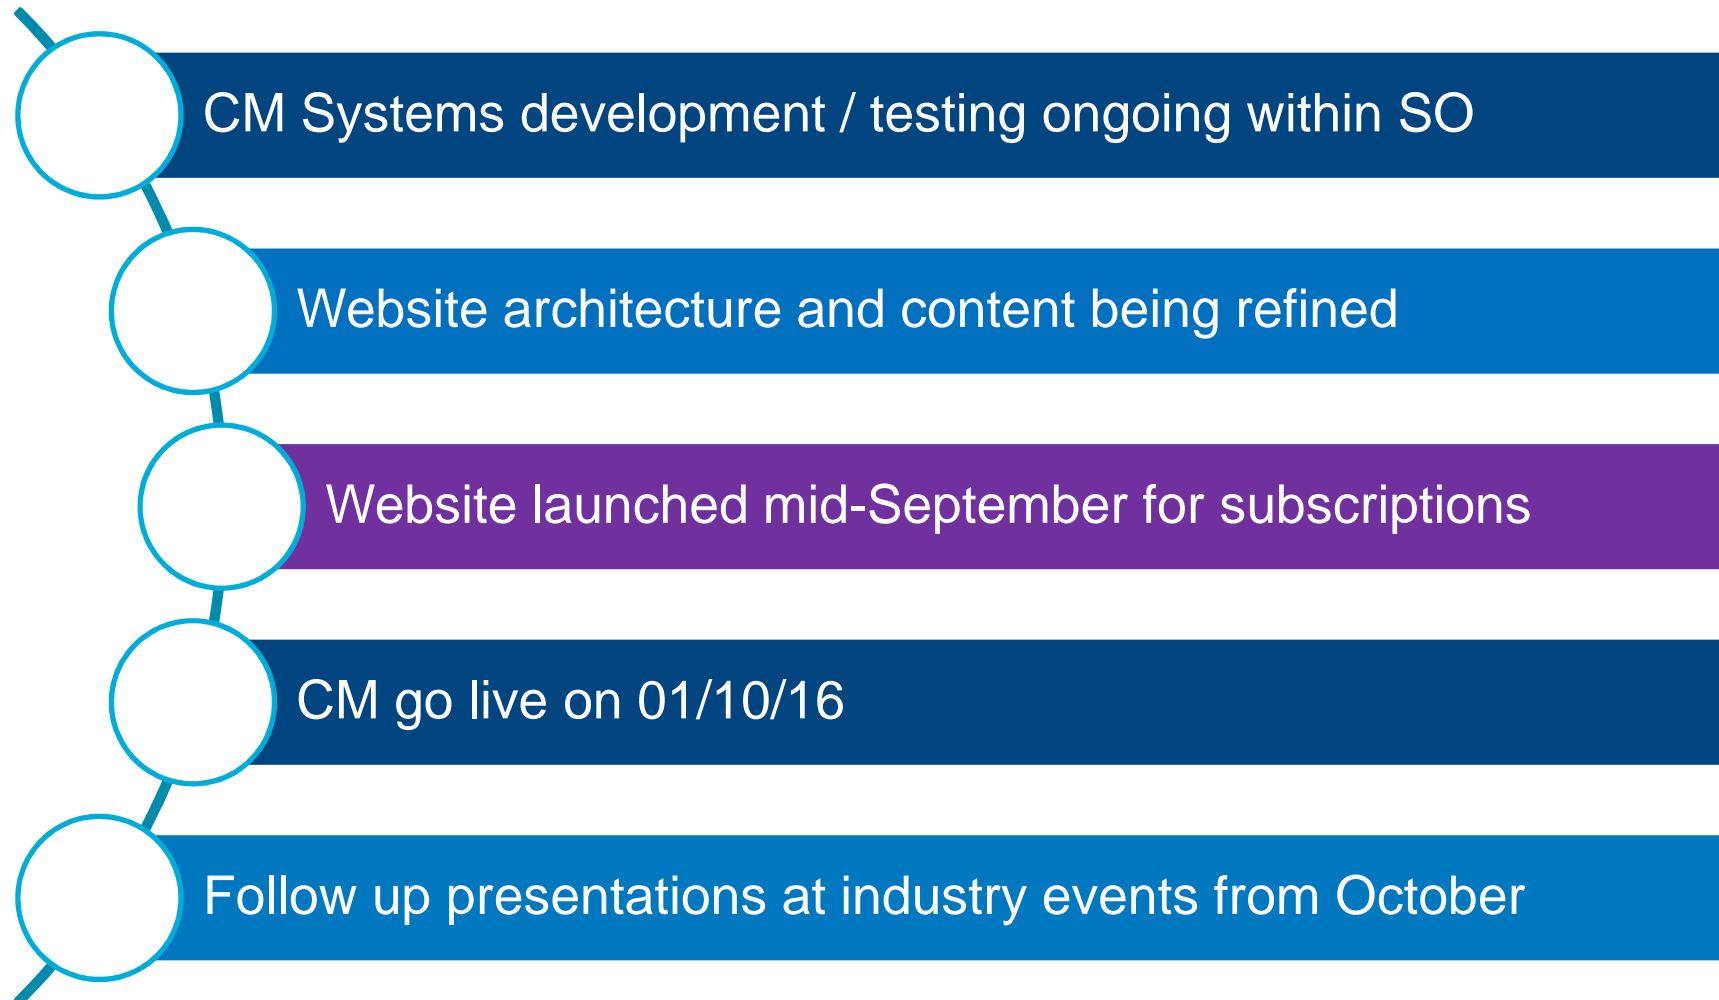 CM Systems development / testing ongoing within SO
Website architecture and content being refined
Website launched mid-September for subscriptions
CM go live on 01/10/16
Follow up presentations at industry events from October